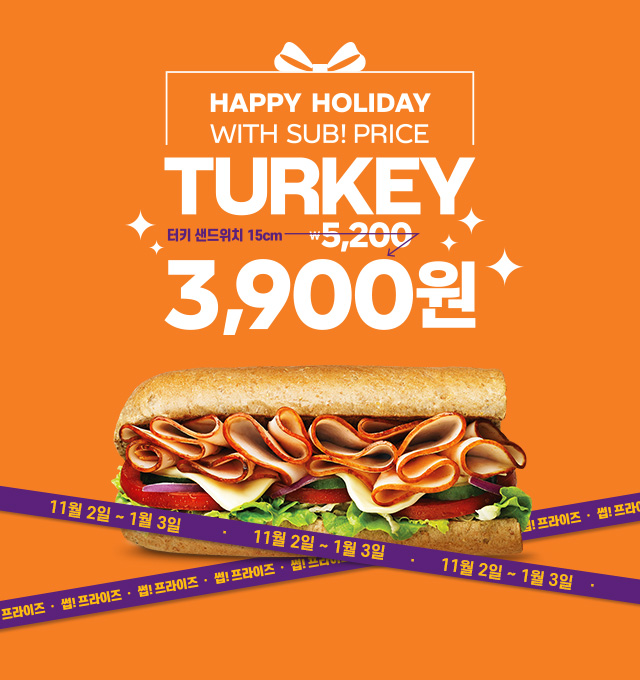 HAPPY HOLIDAY
WITH SUB! PRICE
TURKEY
터키 샌드위치 15cm ₩5,200
3,900원
11월 2일 ~ 1월 3일 · 11월 2일 ~ 1월 3일 · 11월 2일 ~ 1월 3일 ·
프라이즈 · 썹! 프라이즈 · 썹! 프라이즈 · 썹! 프라이즈 · 썹! 프라이즈 · 썹!
프라이즈 · 썹!